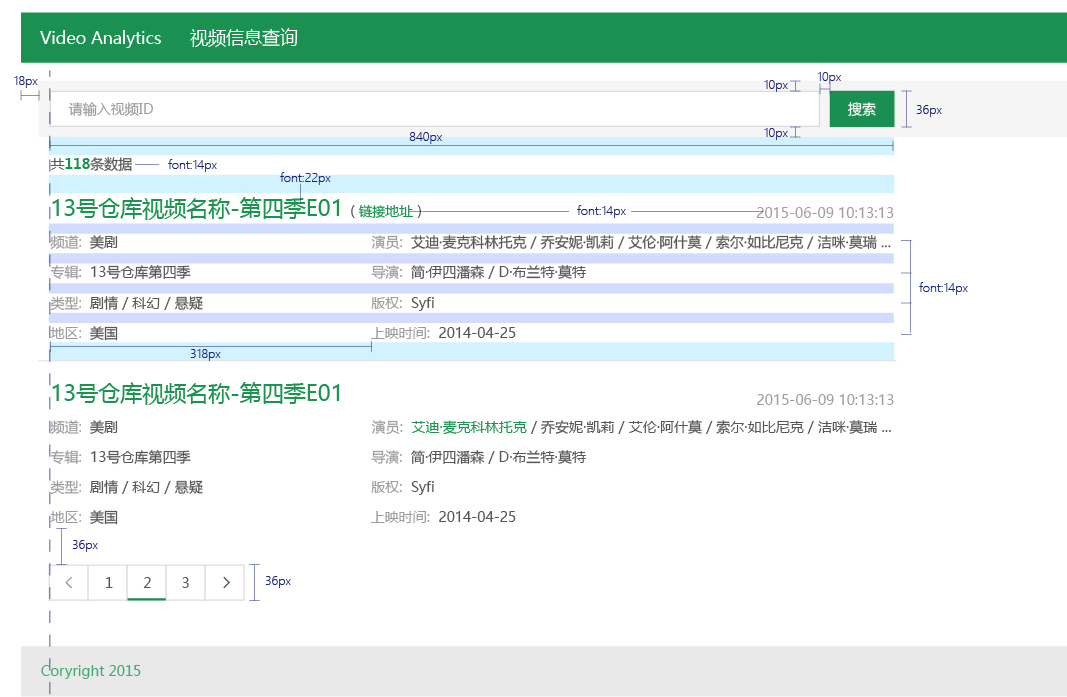 Video Analytics 视频信息查询
18px
10px
10px
请输入视频ID
搜索
36px
10px
840px
共118条数据
font:14px
font:22px
13号仓库视频名称-第四季E01 ( 链接地址 )
font:14px
2015-06-09 10:13:13
频道: 美剧
演员: 艾迪·麦克科林托克 / 乔安妮·凯莉 / 艾伦·阿什莫 / 索尔·如比尼克 / 洁咪·莫瑞 ...
专辑: 13号仓库第四季
导演: 简·伊四潘森 / D·布兰特·莫特
font:14px
类型: 剧情 / 科幻 / 悬疑
版权: Syfi
地区: 美国
上映时间: 2014-04-25
318px
13号仓库视频名称-第四季E01
2015-06-09 10:13:13
频道: 美剧
演员: 艾迪·麦克科林托克 / 乔安妮·凯莉 / 艾伦·阿什莫 / 索尔·如比尼克 / 洁咪·莫瑞 ...
专辑: 13号仓库第四季
导演: 简·伊四潘森 / D·布兰特·莫特
类型: 剧情 / 科幻 / 悬疑
版权: Syfi
地区: 美国
上映时间: 2014-04-25
36px
< 1 2 3 >
36px
Coryright 2015